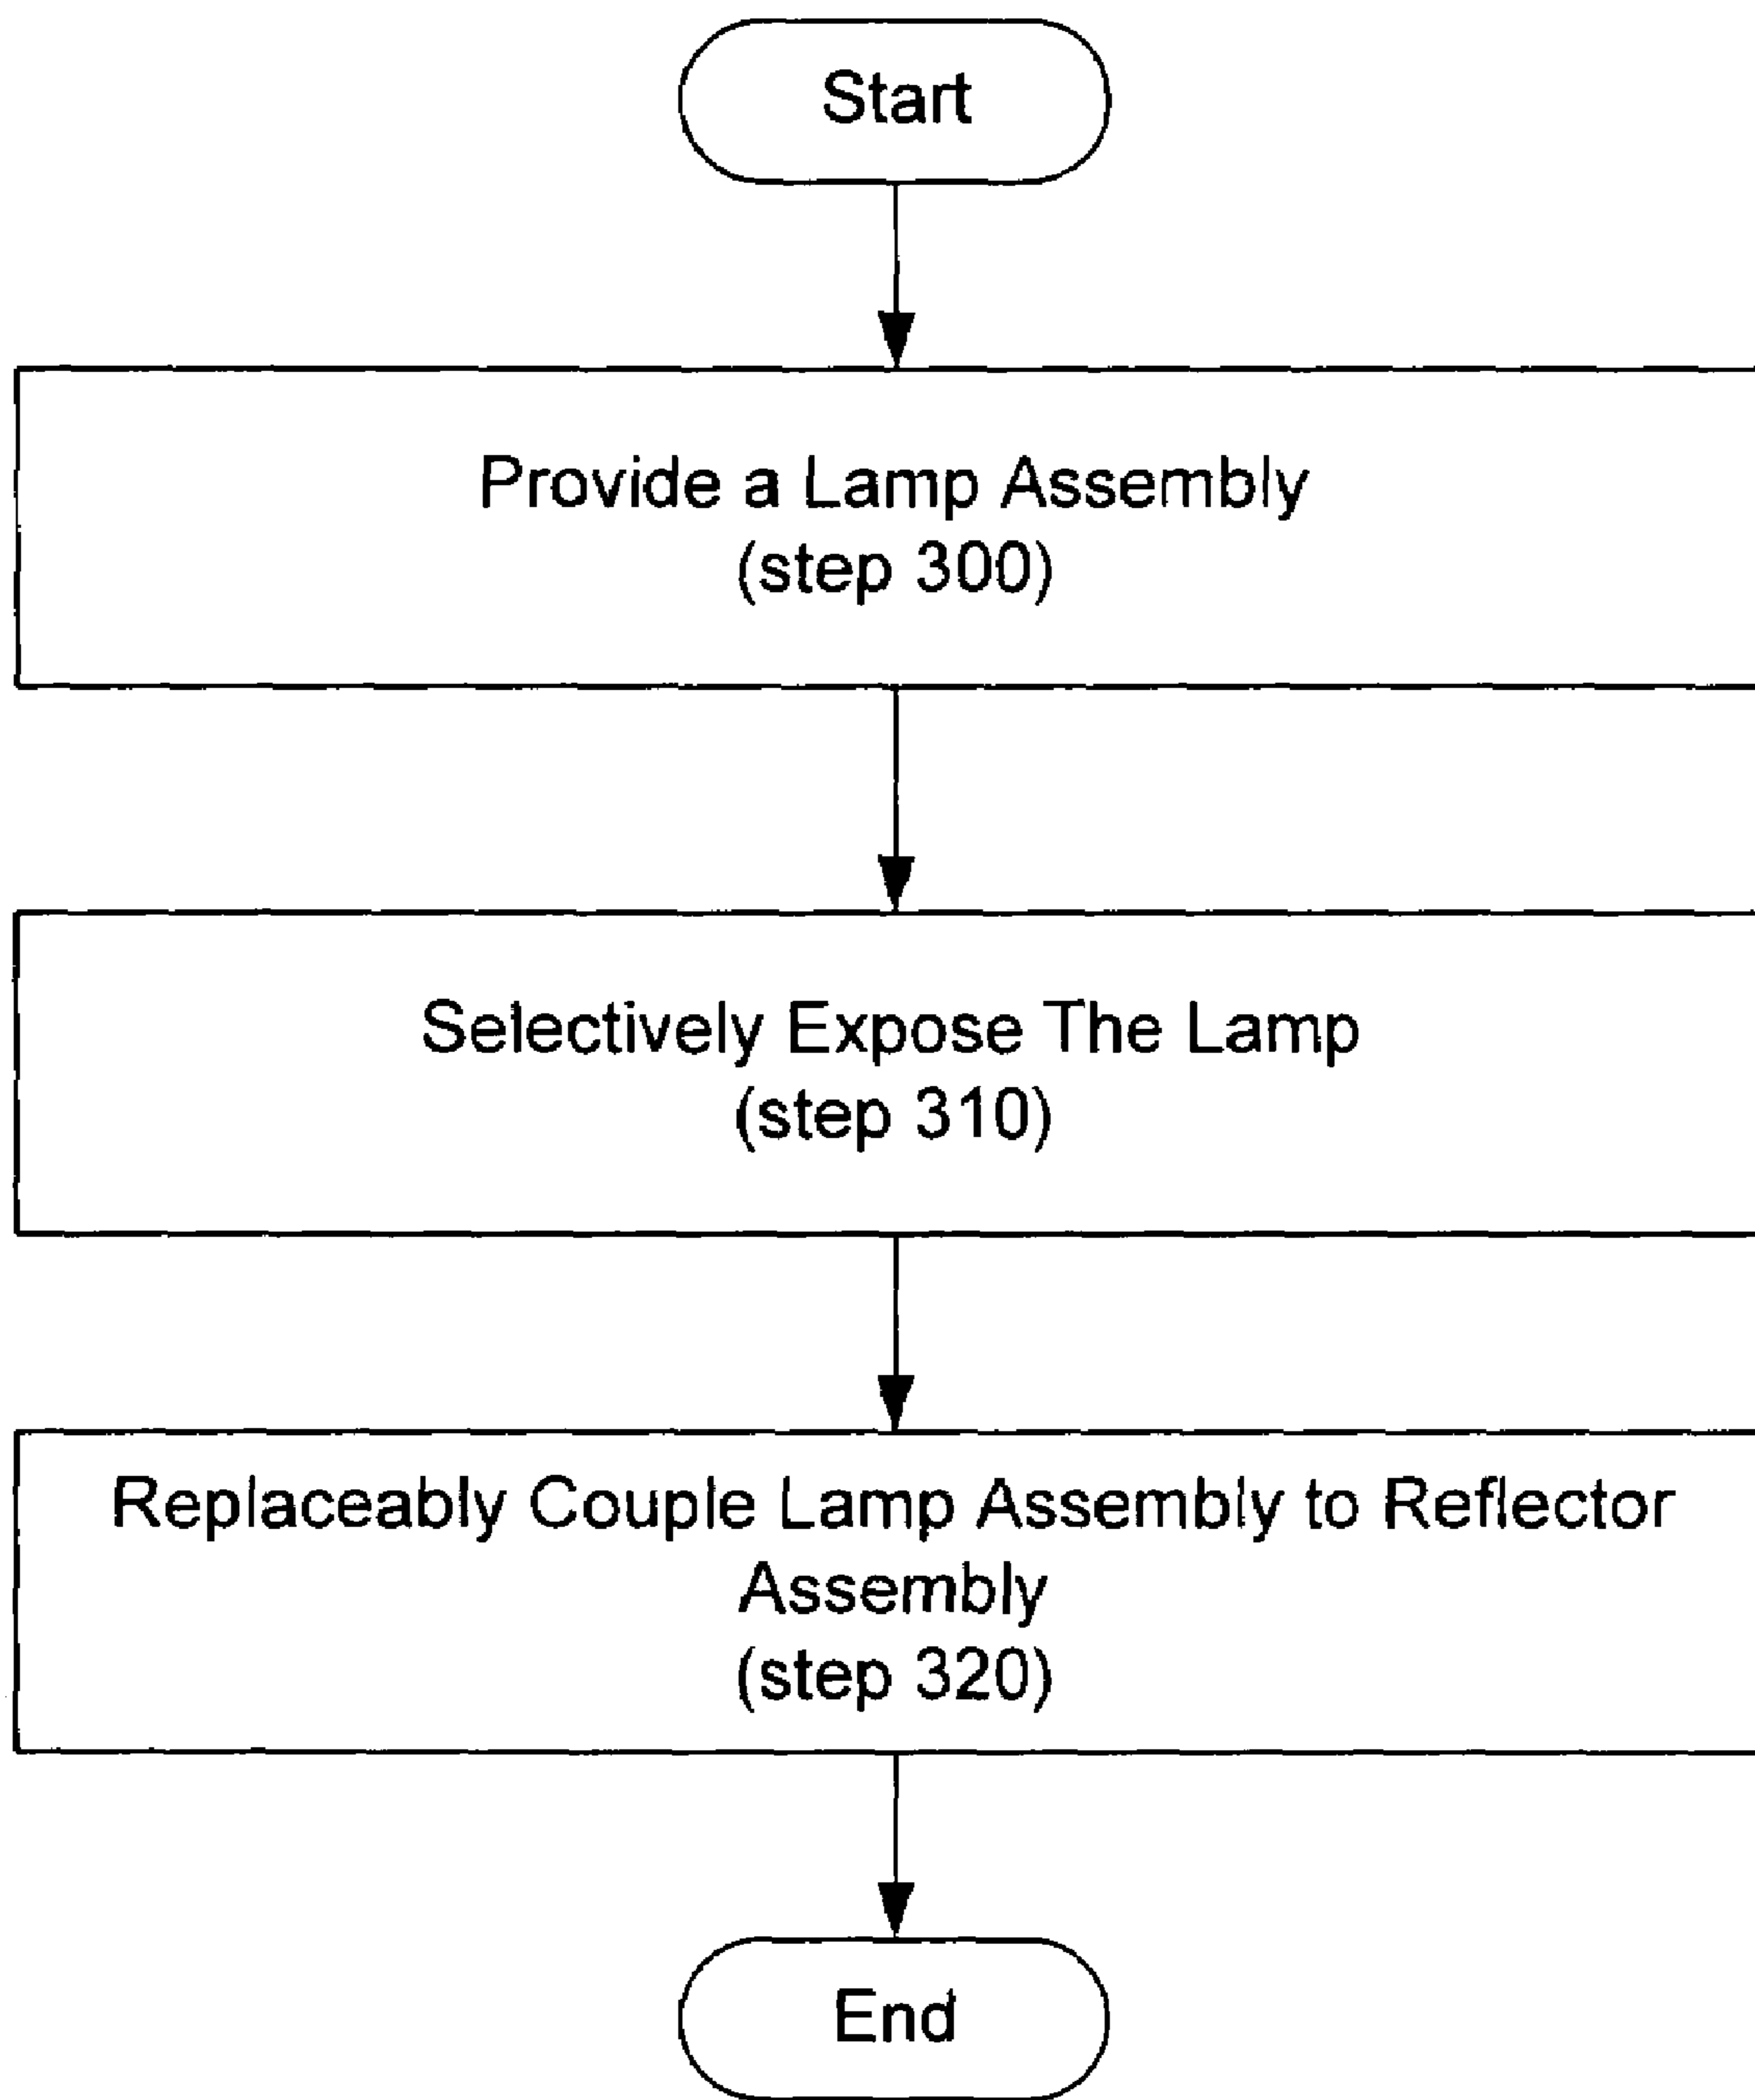 Start
Provide a Lamp Assembly
(step 300)
Selectively Expose The Lamp
(step 310)
Replaceably Couple Lamp Assembly to Reflector
Assembly
(step 320)
End